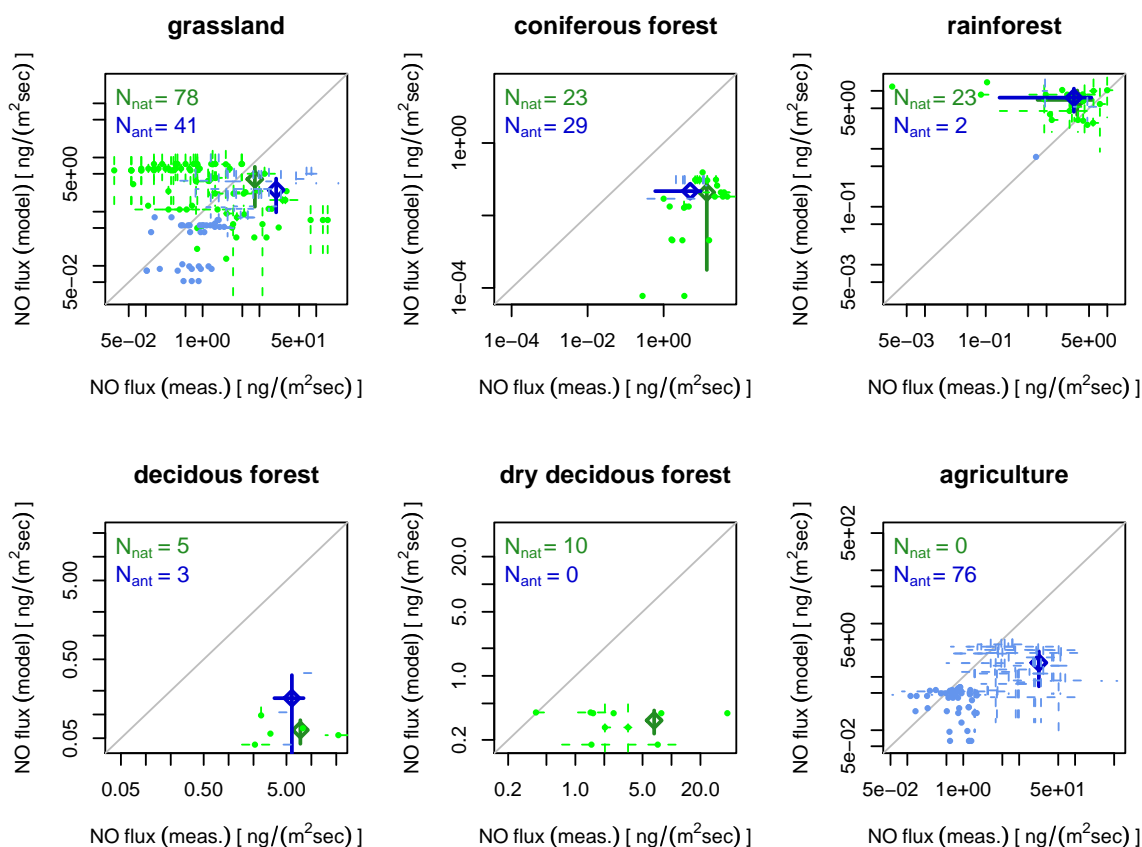 grassland
N_nat = 78
N_ant = 41
NO flux (model) [ ng/(m²sec) ]
5e−02 5e+00
5e−02 1e+00 5e+01
NO flux (meas.) [ ng/(m²sec) ]
coniferous forest
N_nat = 23
N_ant = 29
NO flux (model) [ ng/(m²sec) ]
1e−04 1e+00
1e−04 1e−02 1e+00
NO flux (meas.) [ ng/(m²sec) ]
rainforest
N_nat = 23
N_ant = 2
NO flux (model) [ ng/(m²sec) ]
5e−03 1e−01 5e+00
5e−03 1e−01 5e+00
NO flux (meas.) [ ng/(m²sec) ]
decidous forest
N_nat = 5
N_ant = 3
NO flux (model) [ ng/(m²sec) ]
0.05 0.50 5.00
0.05 0.50 5.00
NO flux (meas.) [ ng/(m²sec) ]
dry decidous forest
N_nat = 10
N_ant = 0
NO flux (model) [ ng/(m²sec) ]
0.2 1.0 5.0 20.0
0.2 1.0 5.0 20.0
NO flux (meas.) [ ng/(m²sec) ]
agriculture
N_nat = 0
N_ant = 76
NO flux (model) [ ng/(m²sec) ]
5e−02 5e+00 5e+02
5e−02 1e+00 5e+01
NO flux (meas.) [ ng/(m²sec) ]